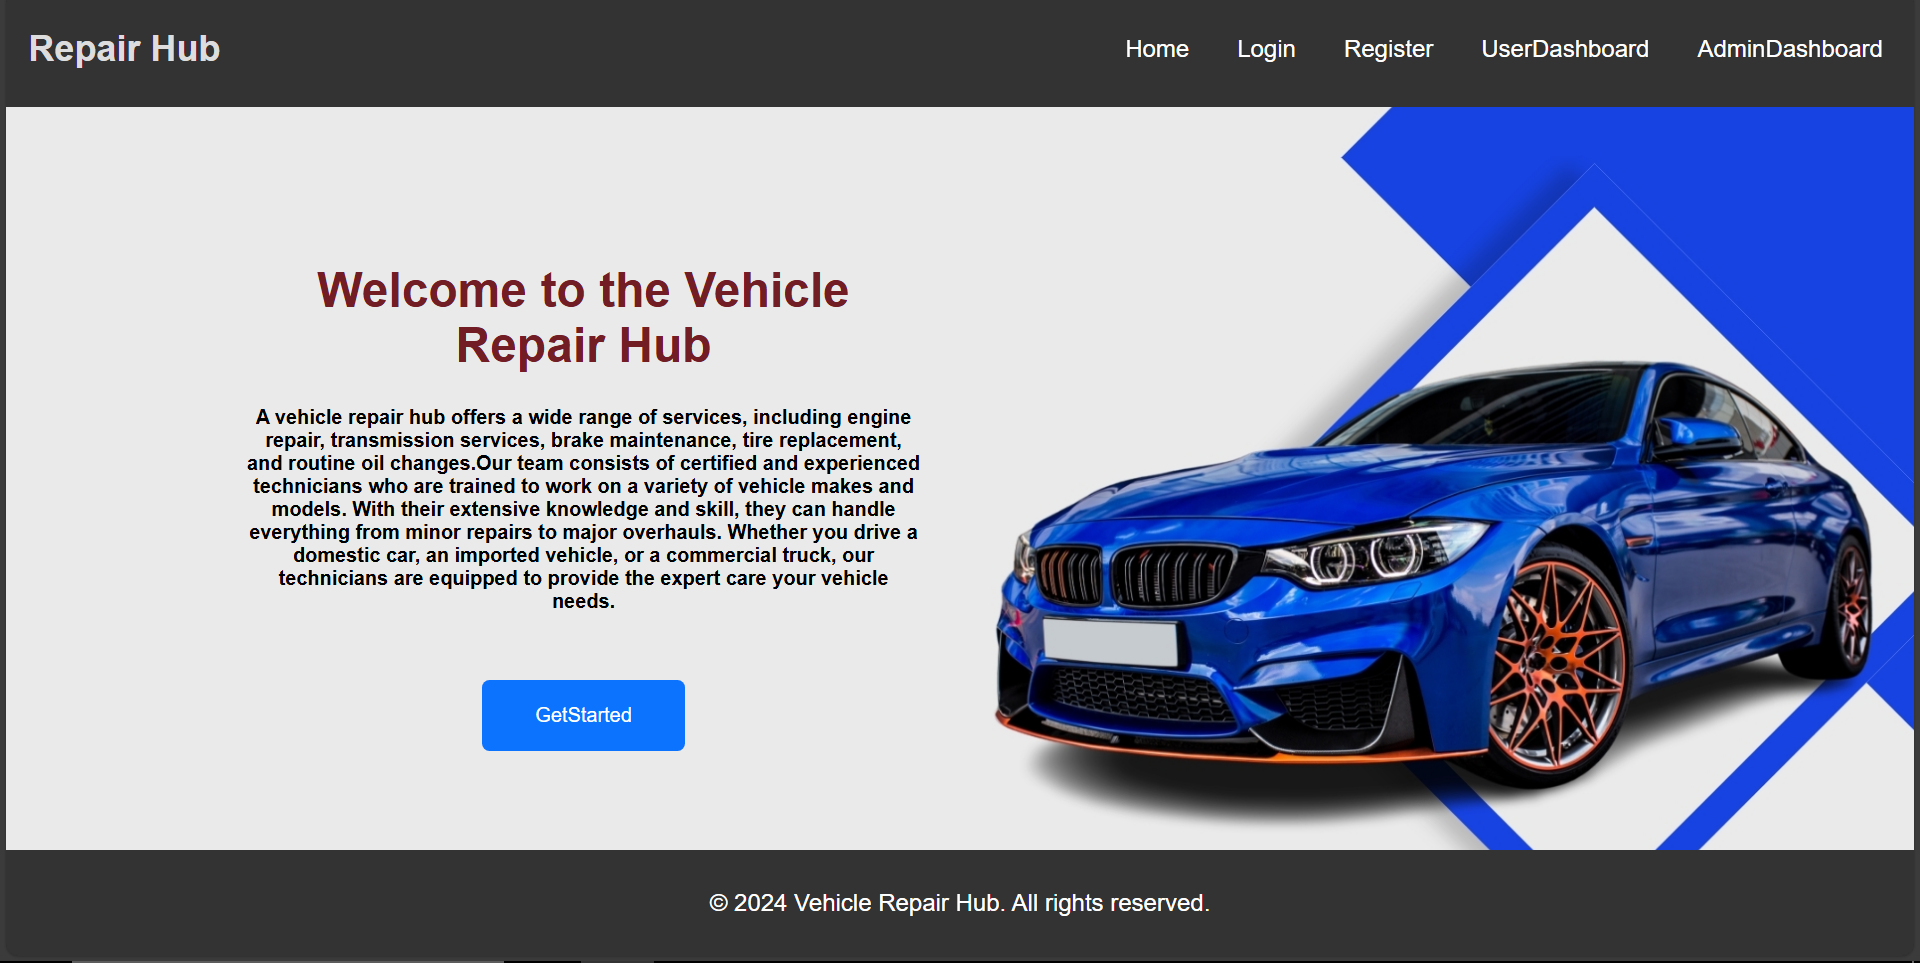 Repair Hub
Home Login Register UserDashboard AdminDashboard
Welcome to the Vehicle
Repair Hub
A vehicle repair hub offers a wide range of services, including engine
repair, transmission services, brake maintenance, tire replacement,
and routine oil changes.Our team consists of certified and experienced
technicians who are trained to work on a variety of vehicle makes and
models. With their extensive knowledge and skill, they can handle
everything from minor repairs to major overhauls. Whether you drive a
domestic car, an imported vehicle, or a commercial truck, our
technicians are equipped to provide the expert care your vehicle
needs.
GetStarted
© 2024 Vehicle Repair Hub. All rights reserved.